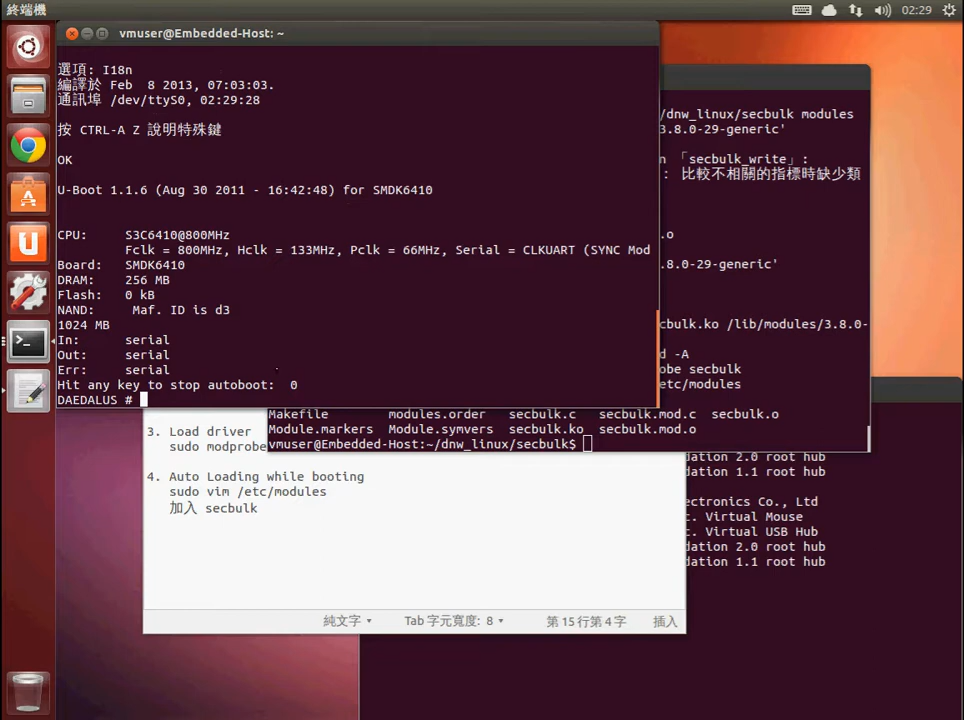 終端機
02:29
vmuser@Embedded-Host: ~
選項: I18n
編譯於 Feb  8 2013, 07:03:03.
通訊埠 /dev/ttyS0, 02:29:28
按 CTRL-A Z 說明特殊鍵
OK
U-Boot 1.1.6 (Aug 30 2011 - 16:42:48) for SMDK6410
CPU:     S3C6410@800MHz
Fclk = 800MHz, Hclk = 133MHz, Pclk = 66MHz, Serial = CLKUART (SYNC Mod
Board:   SMDK6410
DRAM:    256 MB
Flash:   0 kB
NAND:     Maf. ID is d3
1024 MB
In:      serial
Out:     serial
Err:     serial
Hit any key to stop autoboot:  0
DAEDALUS #
/dnw_linux/secbulk modules
3.8.0-29-generic'
n 「secbulk_write」:
: 比較不相關的指標時缺少類
.o
.8.0-29-generic'
cbulk.ko /lib/modules/3.8.0-
d -A
obe secbulk
etc/modules
Makefile        modules.order   secbulk.c   secbulk.mod.c  secbulk.o
Module.markers  Module.symvers  secbulk.ko  secbulk.mod.o
vmuser@Embedded-Host:~/dnw_linux/secbulk$
3. Load driver
sudo modprobe
4. Auto Loading while booting
sudo vim /etc/modules
加入 secbulk
純文字 Tab 字元寬度: 8 第 15 行第 4 字 插入
dation 2.0 root hub
dation 1.1 root hub
ectronics Co., Ltd
c. Virtual Mouse
c. Virtual USB Hub
dation 2.0 root hub
dation 1.1 root hub